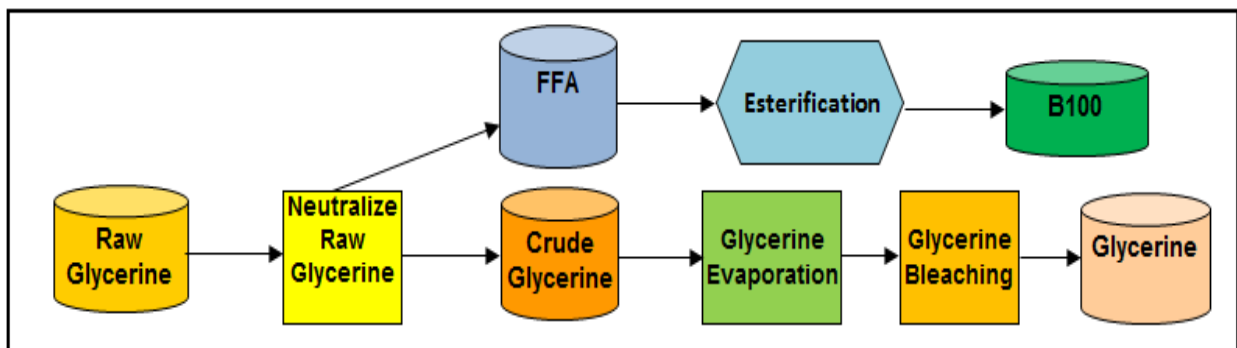 FFA
Esterification
B100
Raw
Glycerine
Neutralize
Raw
Glycerine
Crude
Glycerine
Glycerine
Evaporation
Glycerine
Bleaching
Glycerine